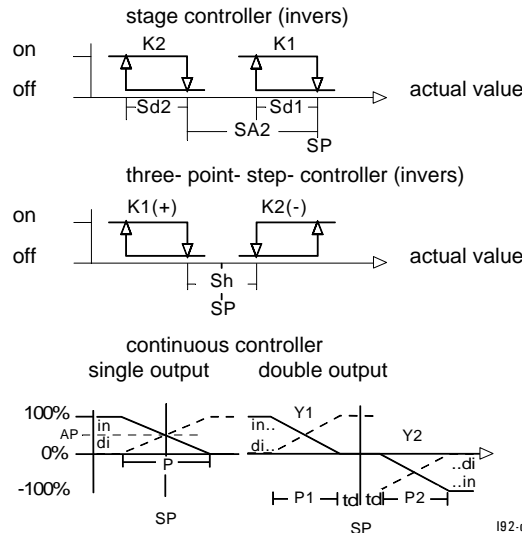 stage controller (invers)
K2 K1
on
off actual value
Sd2 Sd1
SA2
SP
three- point- step- controller (invers)
on K1(+) K2(-)
off actual value
Sh
SP
continuous controller
single output double output
100% in in.. Y1
AP di di.. Y2
0% ..di
P
-100% P1 td td P2 ..in
SP SP